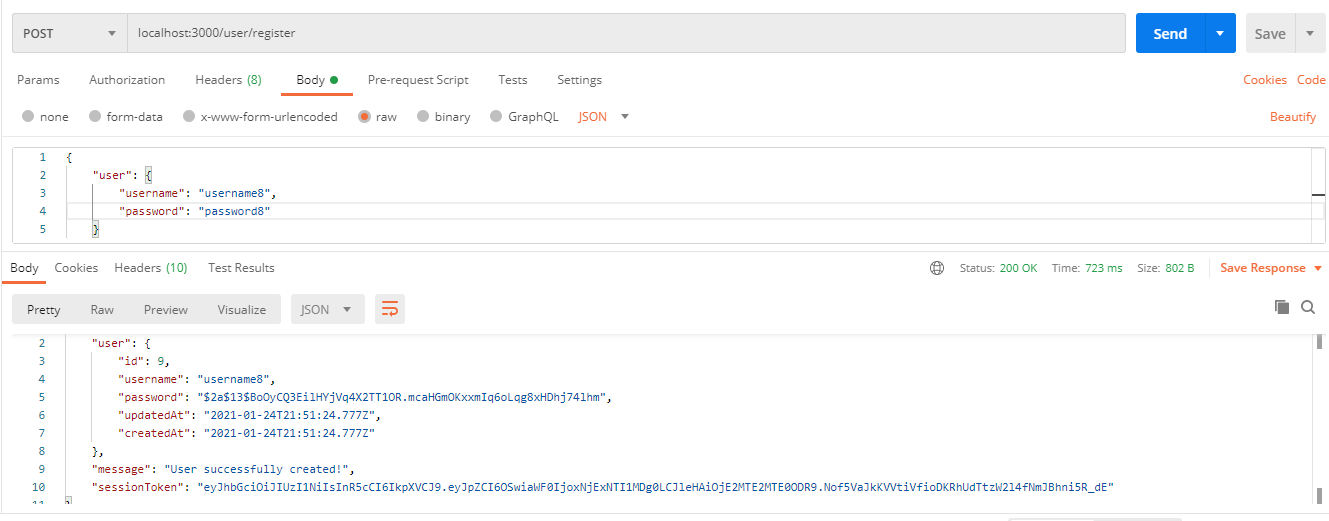 POST localhost:3000/user/register Send Save
Params Authorization Headers (8) Body Pre-request Script Tests Settings Cookies Code
none form-data x-www-form-urlencoded raw binary GraphQL JSON Beautify
1 {
2 "user": {
3 "username": "username8",
4 "password": "password8"
5 }
Body Cookies Headers (10) Test Results Status: 200 OK Time: 723 ms Size: 802 B Save Response
Pretty Raw Preview Visualize JSON
2 "user": {
3 "id": 9,
4 "username": "username8",
5 "password": "$2a$13$BoOyCQ3EilHYjVq4X2TT1OR.mcaHGmOKxxmIq6oLqg8xHDhj74lhm",
6 "updatedAt": "2021-01-24T21:51:24.777Z",
7 "createdAt": "2021-01-24T21:51:24.777Z"
8 },
9 "message": "User successfully created!",
10 "sessionToken": "eyJhbGciOiJIUzI1NiIsInR5cCI6IkpXVCJ9.eyJpZCI6OSwiaWF0IjoxNjExNTI1MDg0LCJleHAiOjE2MTE2MTE0ODR9.Nof5VaJkKVVtiVfioDKRhUdTtzW2l4fNmJBhni5R_dE"
11 }